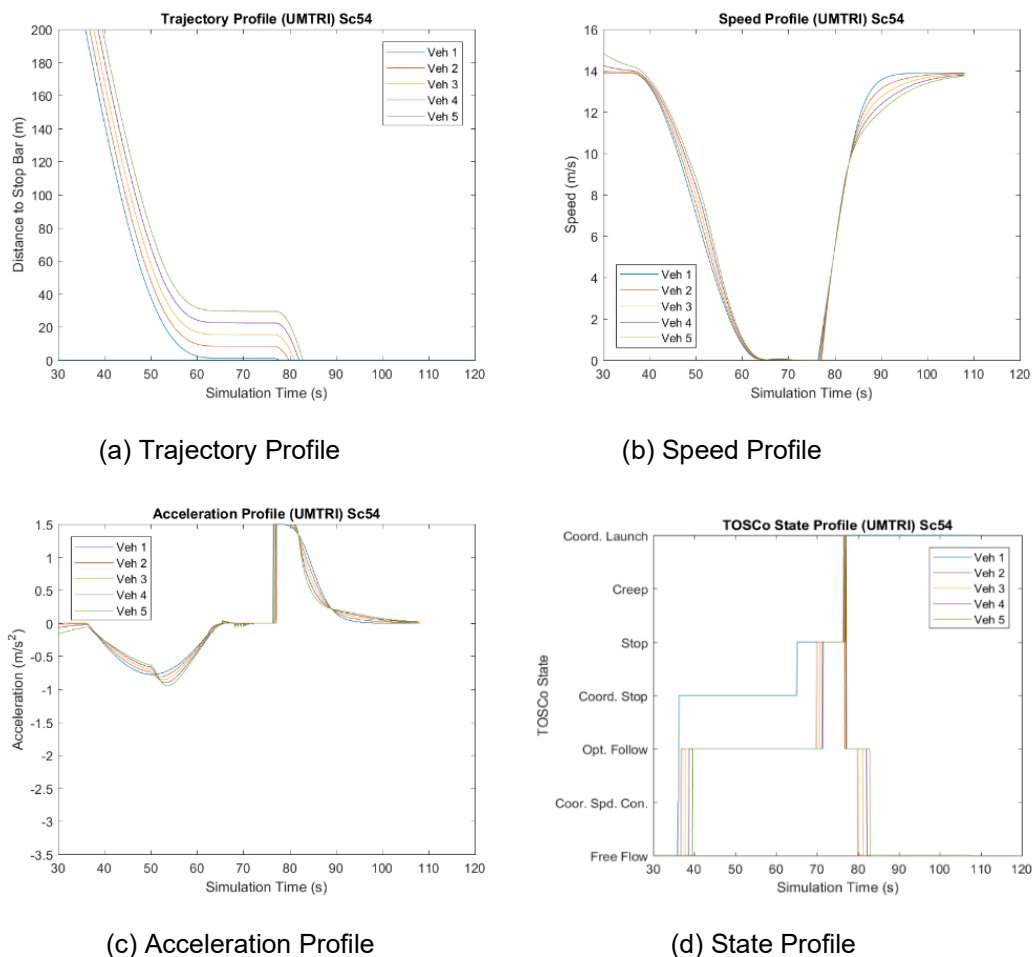 Trajectory Profile (UMTRI) Sc54
200
180
160
140
120
100
80
60
40
20
0
Distance to Stop Bar (m)
Veh 1
Veh 2
Veh 3
Veh 4
Veh 5
30 40 50 60 70 80 90 100 110 120
Simulation Time (s)
(a) Trajectory Profile
Speed Profile (UMTRI) Sc54
16
14
12
10
8
6
4
2
0
Speed (m/s)
Veh 1
Veh 2
Veh 3
Veh 4
Veh 5
30 40 50 60 70 80 90 100 110 120
Simulation Time (s)
(b) Speed Profile
Acceleration Profile (UMTRI) Sc54
1.5
1
0.5
0
-0.5
-1
-1.5
-2
-2.5
-3
-3.5
Acceleration (m/s²)
Veh 1
Veh 2
Veh 3
Veh 4
Veh 5
30 40 50 60 70 80 90 100 110 120
Simulation Time (s)
(c) Acceleration Profile
TOSCo State Profile (UMTRI) Sc54
Coord. Launch
Creep
Stop
Coord. Stop
Opt. Follow
Coor. Spd. Con.
Free Flow
TOSCo State
Veh 1
Veh 2
Veh 3
Veh 4
Veh 5
30 40 50 60 70 80 90 100 110 120
Simulation Time (s)
(d) State Profile